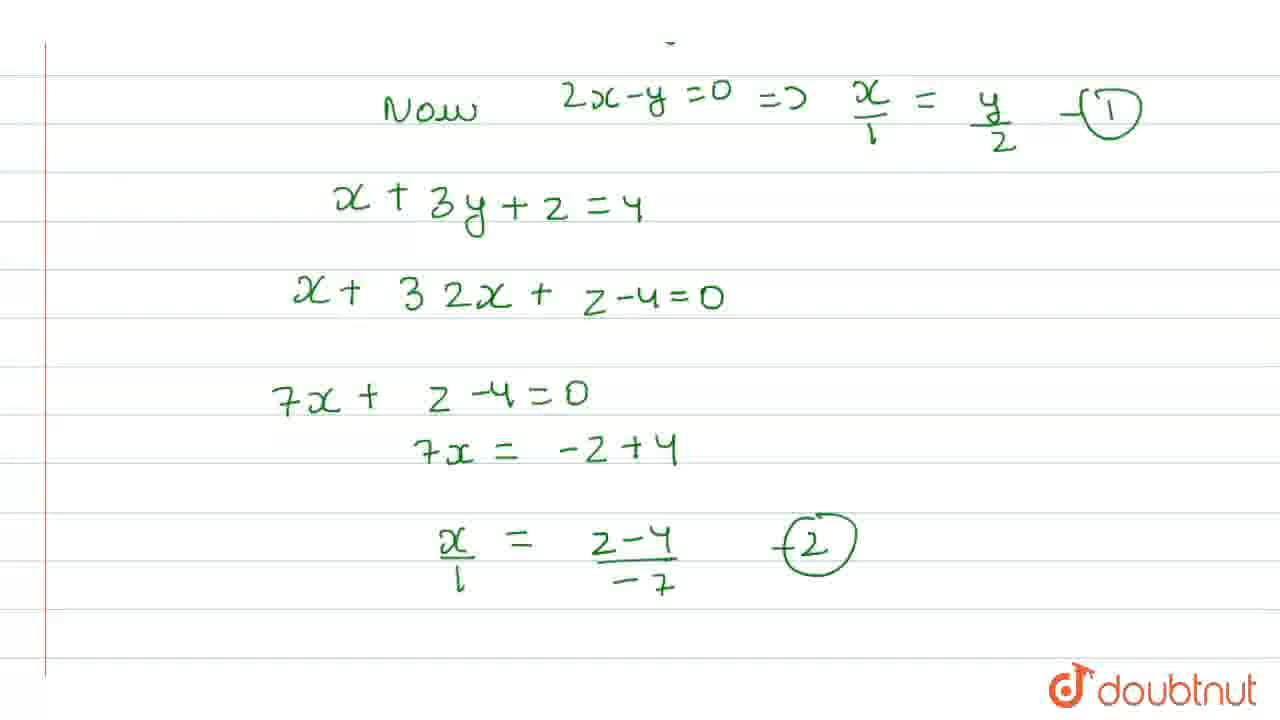 Now 2x-y=0 => x/1 = y/2 -①
x + 3y + z = 4
x + 3 2x + z-4=0
7x + z-4=0
7x = -z+4
x/1 = z-4/-7 -②
doubtnut